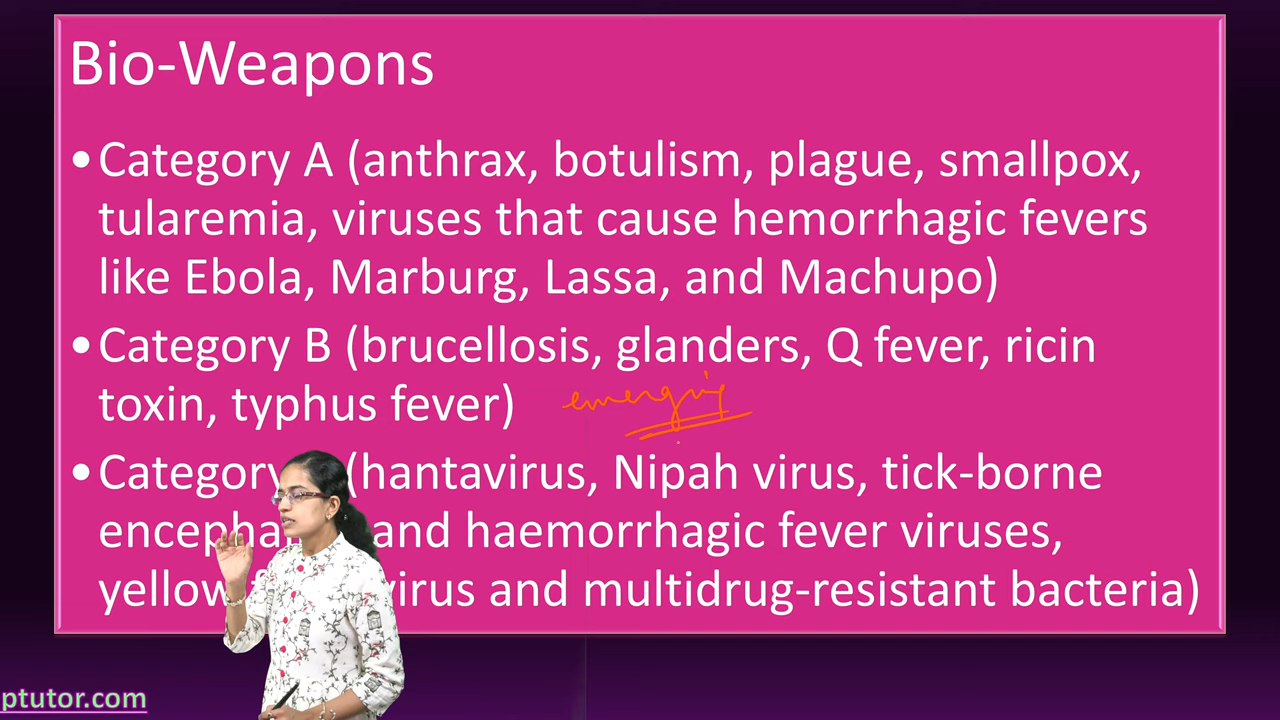 Bio-Weapons
•Category A (anthrax, botulism, plague, smallpox,
tularemia, viruses that cause hemorrhagic fevers
like Ebola, Marburg, Lassa, and Machupo)
•Category B (brucellosis, glanders, Q fever, ricin
toxin, typhus fever) emerging
•Category (hantavirus, Nipah virus, tick-borne
and haemorrhagic fever viruses,
yellow virus and multidrug-resistant bacteria)
ptutor.com